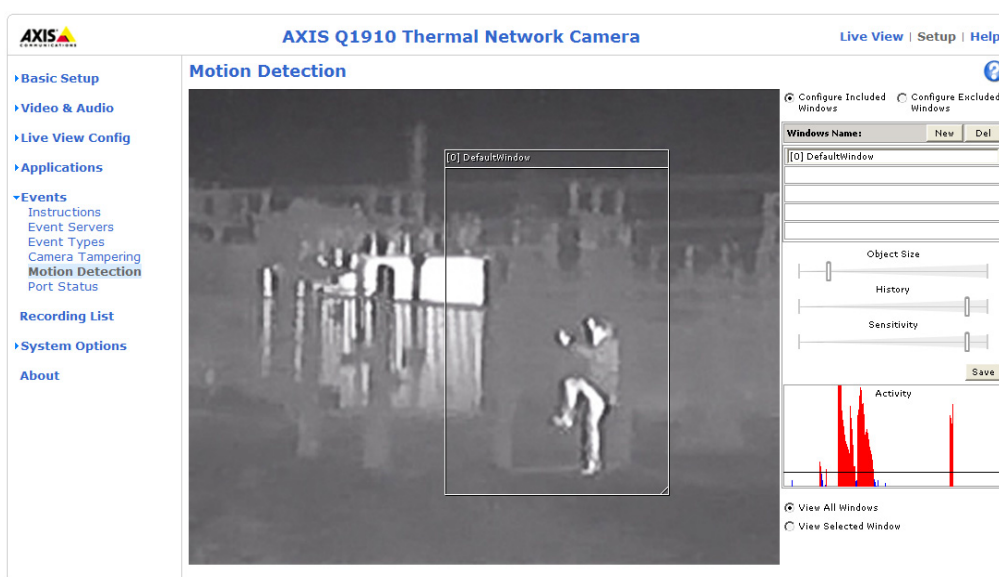 AXIS
COMMUNICATIONS
AXIS Q1910 Thermal Network Camera
Live View | Setup | Help
Basic Setup
Video & Audio
Live View Config
Applications
Events
Instructions
Event Servers
Event Types
Camera Tampering
Motion Detection
Port Status
Recording List
System Options
About
Motion Detection
?
[0] DefaultWindow
Configure Included Windows
Configure Excluded Windows
Windows Name:
New
Del
[0] DefaultWindow
Object Size
History
Sensitivity
Save
Activity
View All Windows
View Selected Window